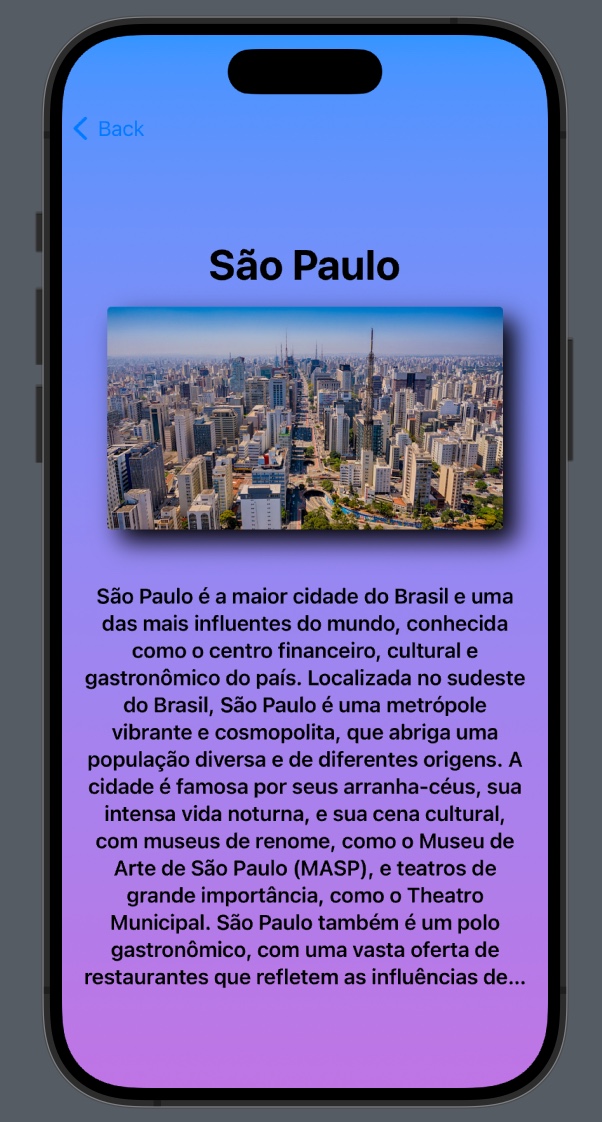 Back
São Paulo
São Paulo é a maior cidade do Brasil e uma
das mais influentes do mundo, conhecida
como o centro financeiro, cultural e
gastronômico do país. Localizada no sudeste
do Brasil, São Paulo é uma metrópole
vibrante e cosmopolita, que abriga uma
população diversa e de diferentes origens. A
cidade é famosa por seus arranha-céus, sua
intensa vida noturna, e sua cena cultural,
com museus de renome, como o Museu de
Arte de São Paulo (MASP), e teatros de
grande importância, como o Theatro
Municipal. São Paulo também é um polo
gastronômico, com uma vasta oferta de
restaurantes que refletem as influências de...